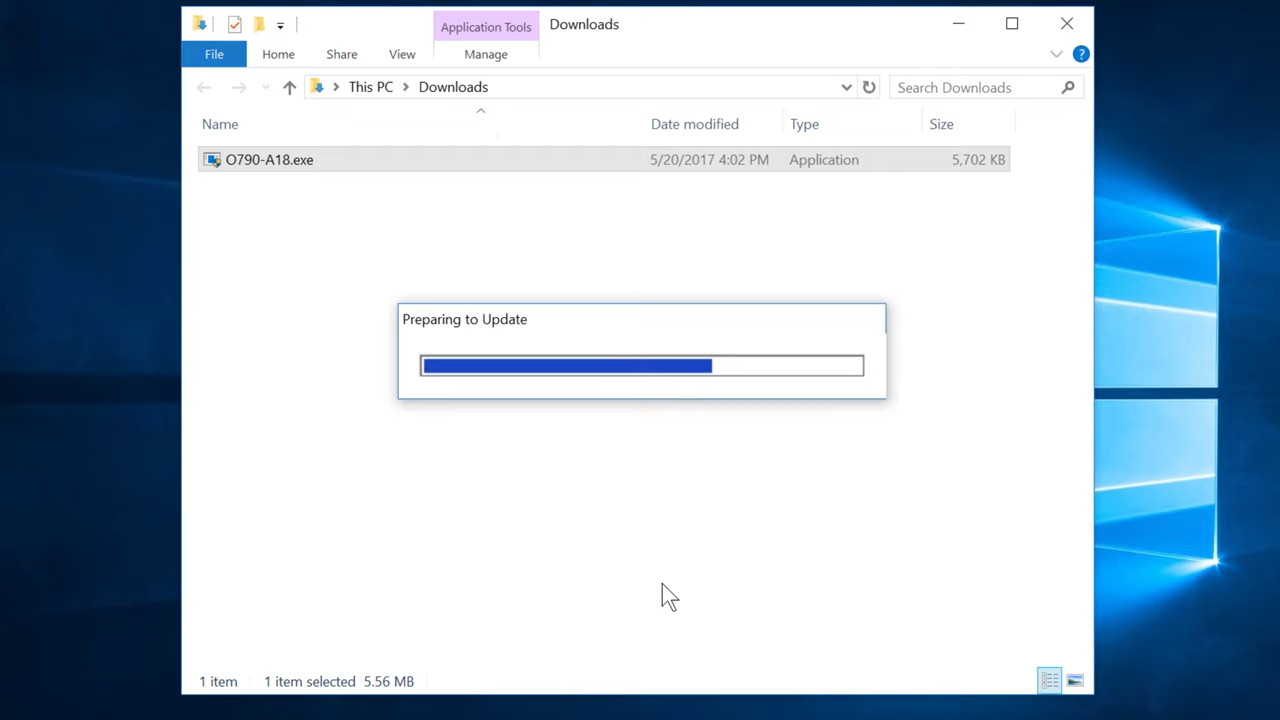 Application Tools
Downloads
File
Home
Share
View
Manage
?
This PC
Downloads
Search Downloads
Name
Date modified
Type
Size
O790-A18.exe
5/20/2017 4:02 PM
Application
5,702 KB
Preparing to Update
1 item
1 item selected 5.56 MB